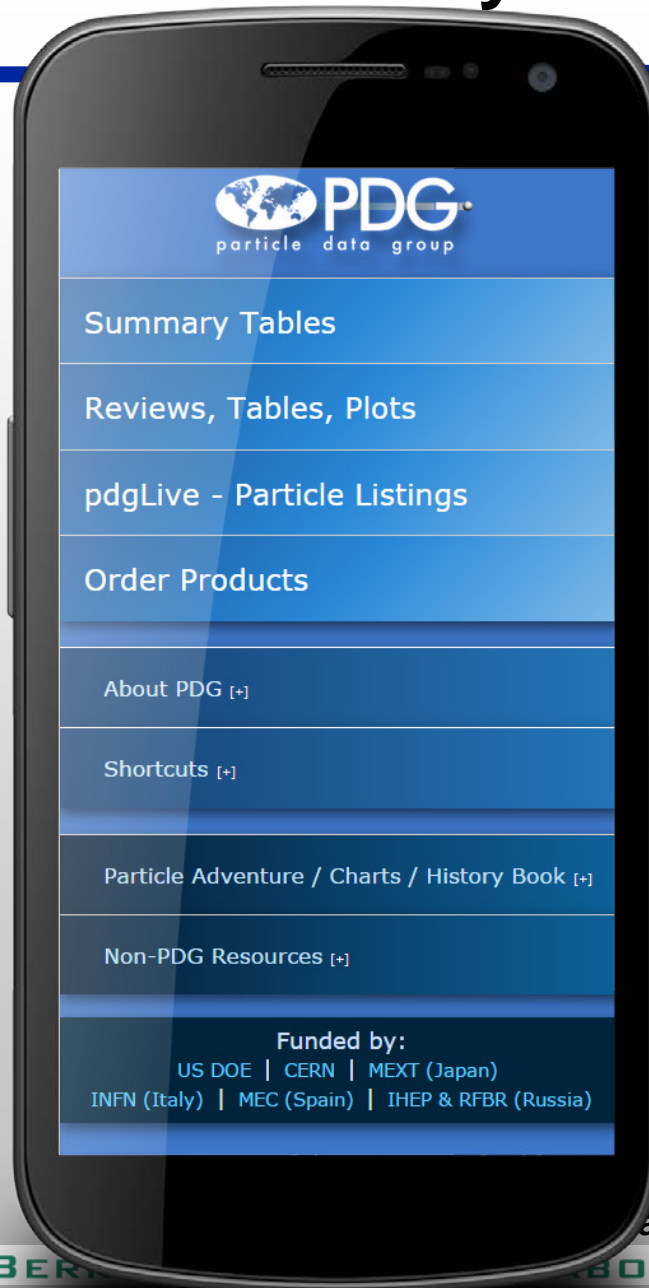 PDG
particle data group
Summary Tables
Reviews, Tables, Plots
pdgLive - Particle Listings
Order Products
About PDG [+]
Shortcuts [+]
Particle Adventure / Charts / History Book [+]
Non-PDG Resources [+]
Funded by:
US DOE | CERN | MEXT (Japan)
INFN (Italy) | MEC (Spain) | IHEP & RFBR (Russia)